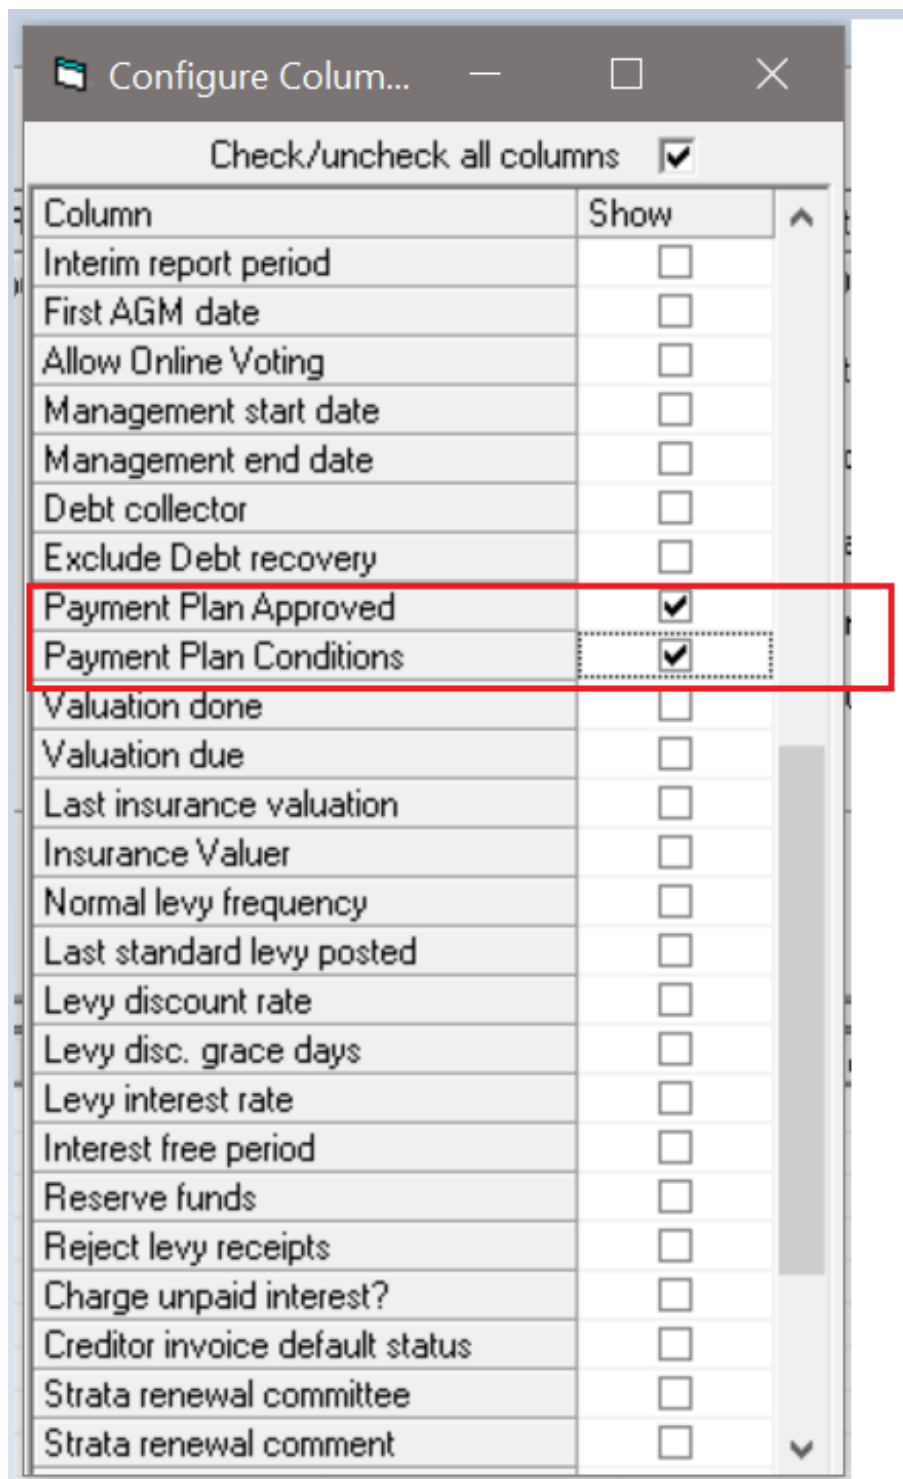 Configure Colum...
Check/uncheck all columns
Column Show
Interim report period
First AGM date
Allow Online Voting
Management start date
Management end date
Debt collector
Exclude Debt recovery
Payment Plan Approved
Payment Plan Conditions
Valuation done
Valuation due
Last insurance valuation
Insurance Valuer
Normal levy frequency
Last standard levy posted
Levy discount rate
Levy disc. grace days
Levy interest rate
Interest free period
Reserve funds
Reject levy receipts
Charge unpaid interest?
Creditor invoice default status
Strata renewal committee
Strata renewal comment